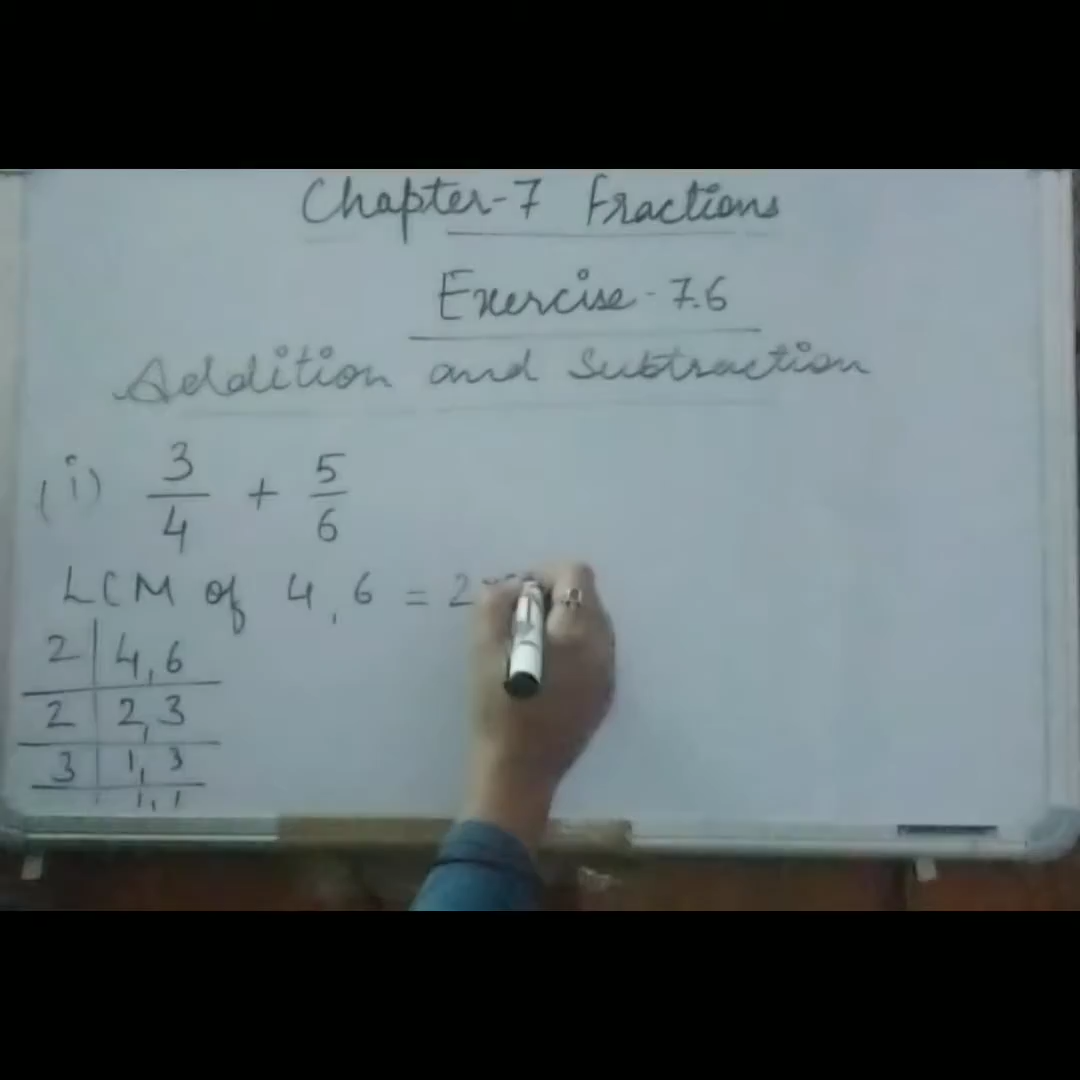 Chapter-7 Fractions
Exercise-7.6
Addition and Subtraction
(i) 3/4 + 5/6
LCM of 4, 6 = 2
2 | 4, 6
2 | 2, 3
3 | 1, 3
1, 1